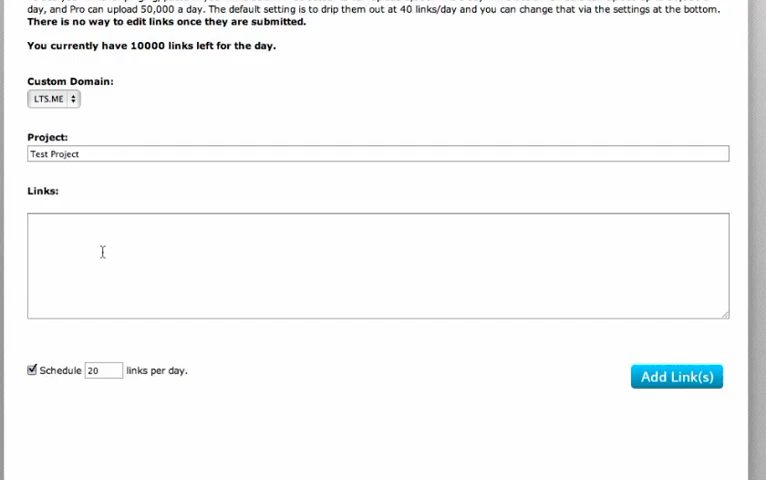 day, and Pro can upload 50,000 a day. The default setting is to drip them out at 40 links/day and you can change that via the settings at the bottom.
There is no way to edit links once they are submitted.
You currently have 10000 links left for the day.
Custom Domain:
LTS.ME
Project:
Test Project
Links:
Schedule 20 links per day.
Add Link(s)